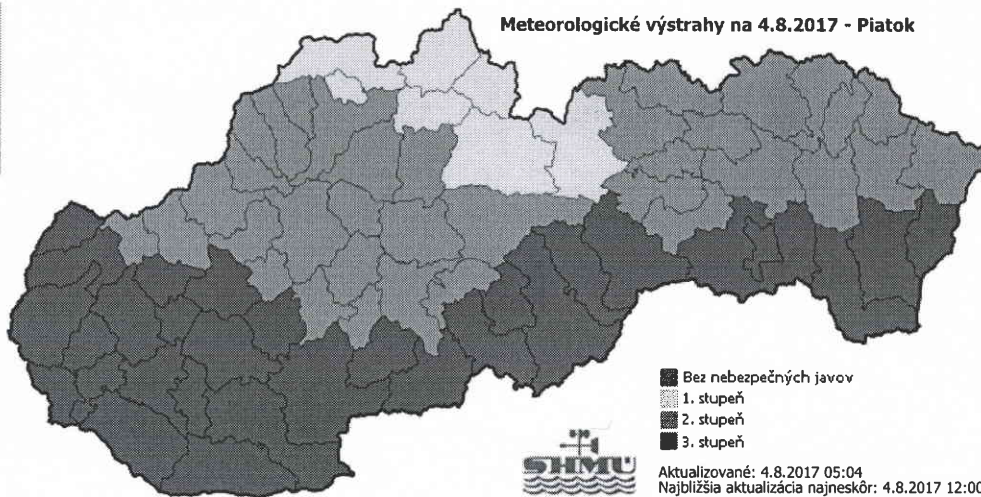 Meteorologické výstrahy na 4.8.2017 - Piatok
Bez nebezpečných javov
1. stupeň
2. stupeň
3. stupeň
SHMÚ
Aktualizované: 4.8.2017 05:04
Najbližšia aktualizácia najneskôr: 4.8.2017 12:00